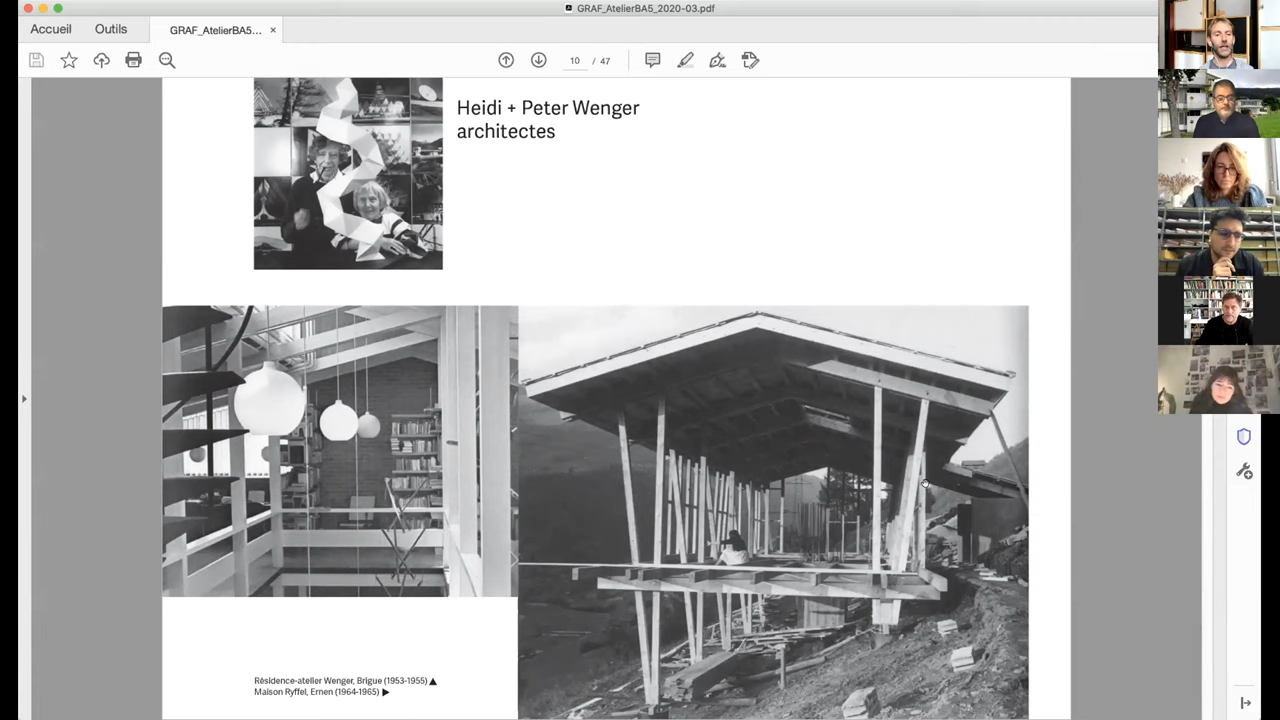 GRAF_AtelierBA5_2020-03.pdf
Accueil Outils GRAF_AtelierBA5... ×
10 / 47
Heidi + Peter Wenger
architectes
Résidence-atelier Wenger, Brigue (1953-1955) ▲
Maison Ryffel, Ernen (1964-1965) ▶